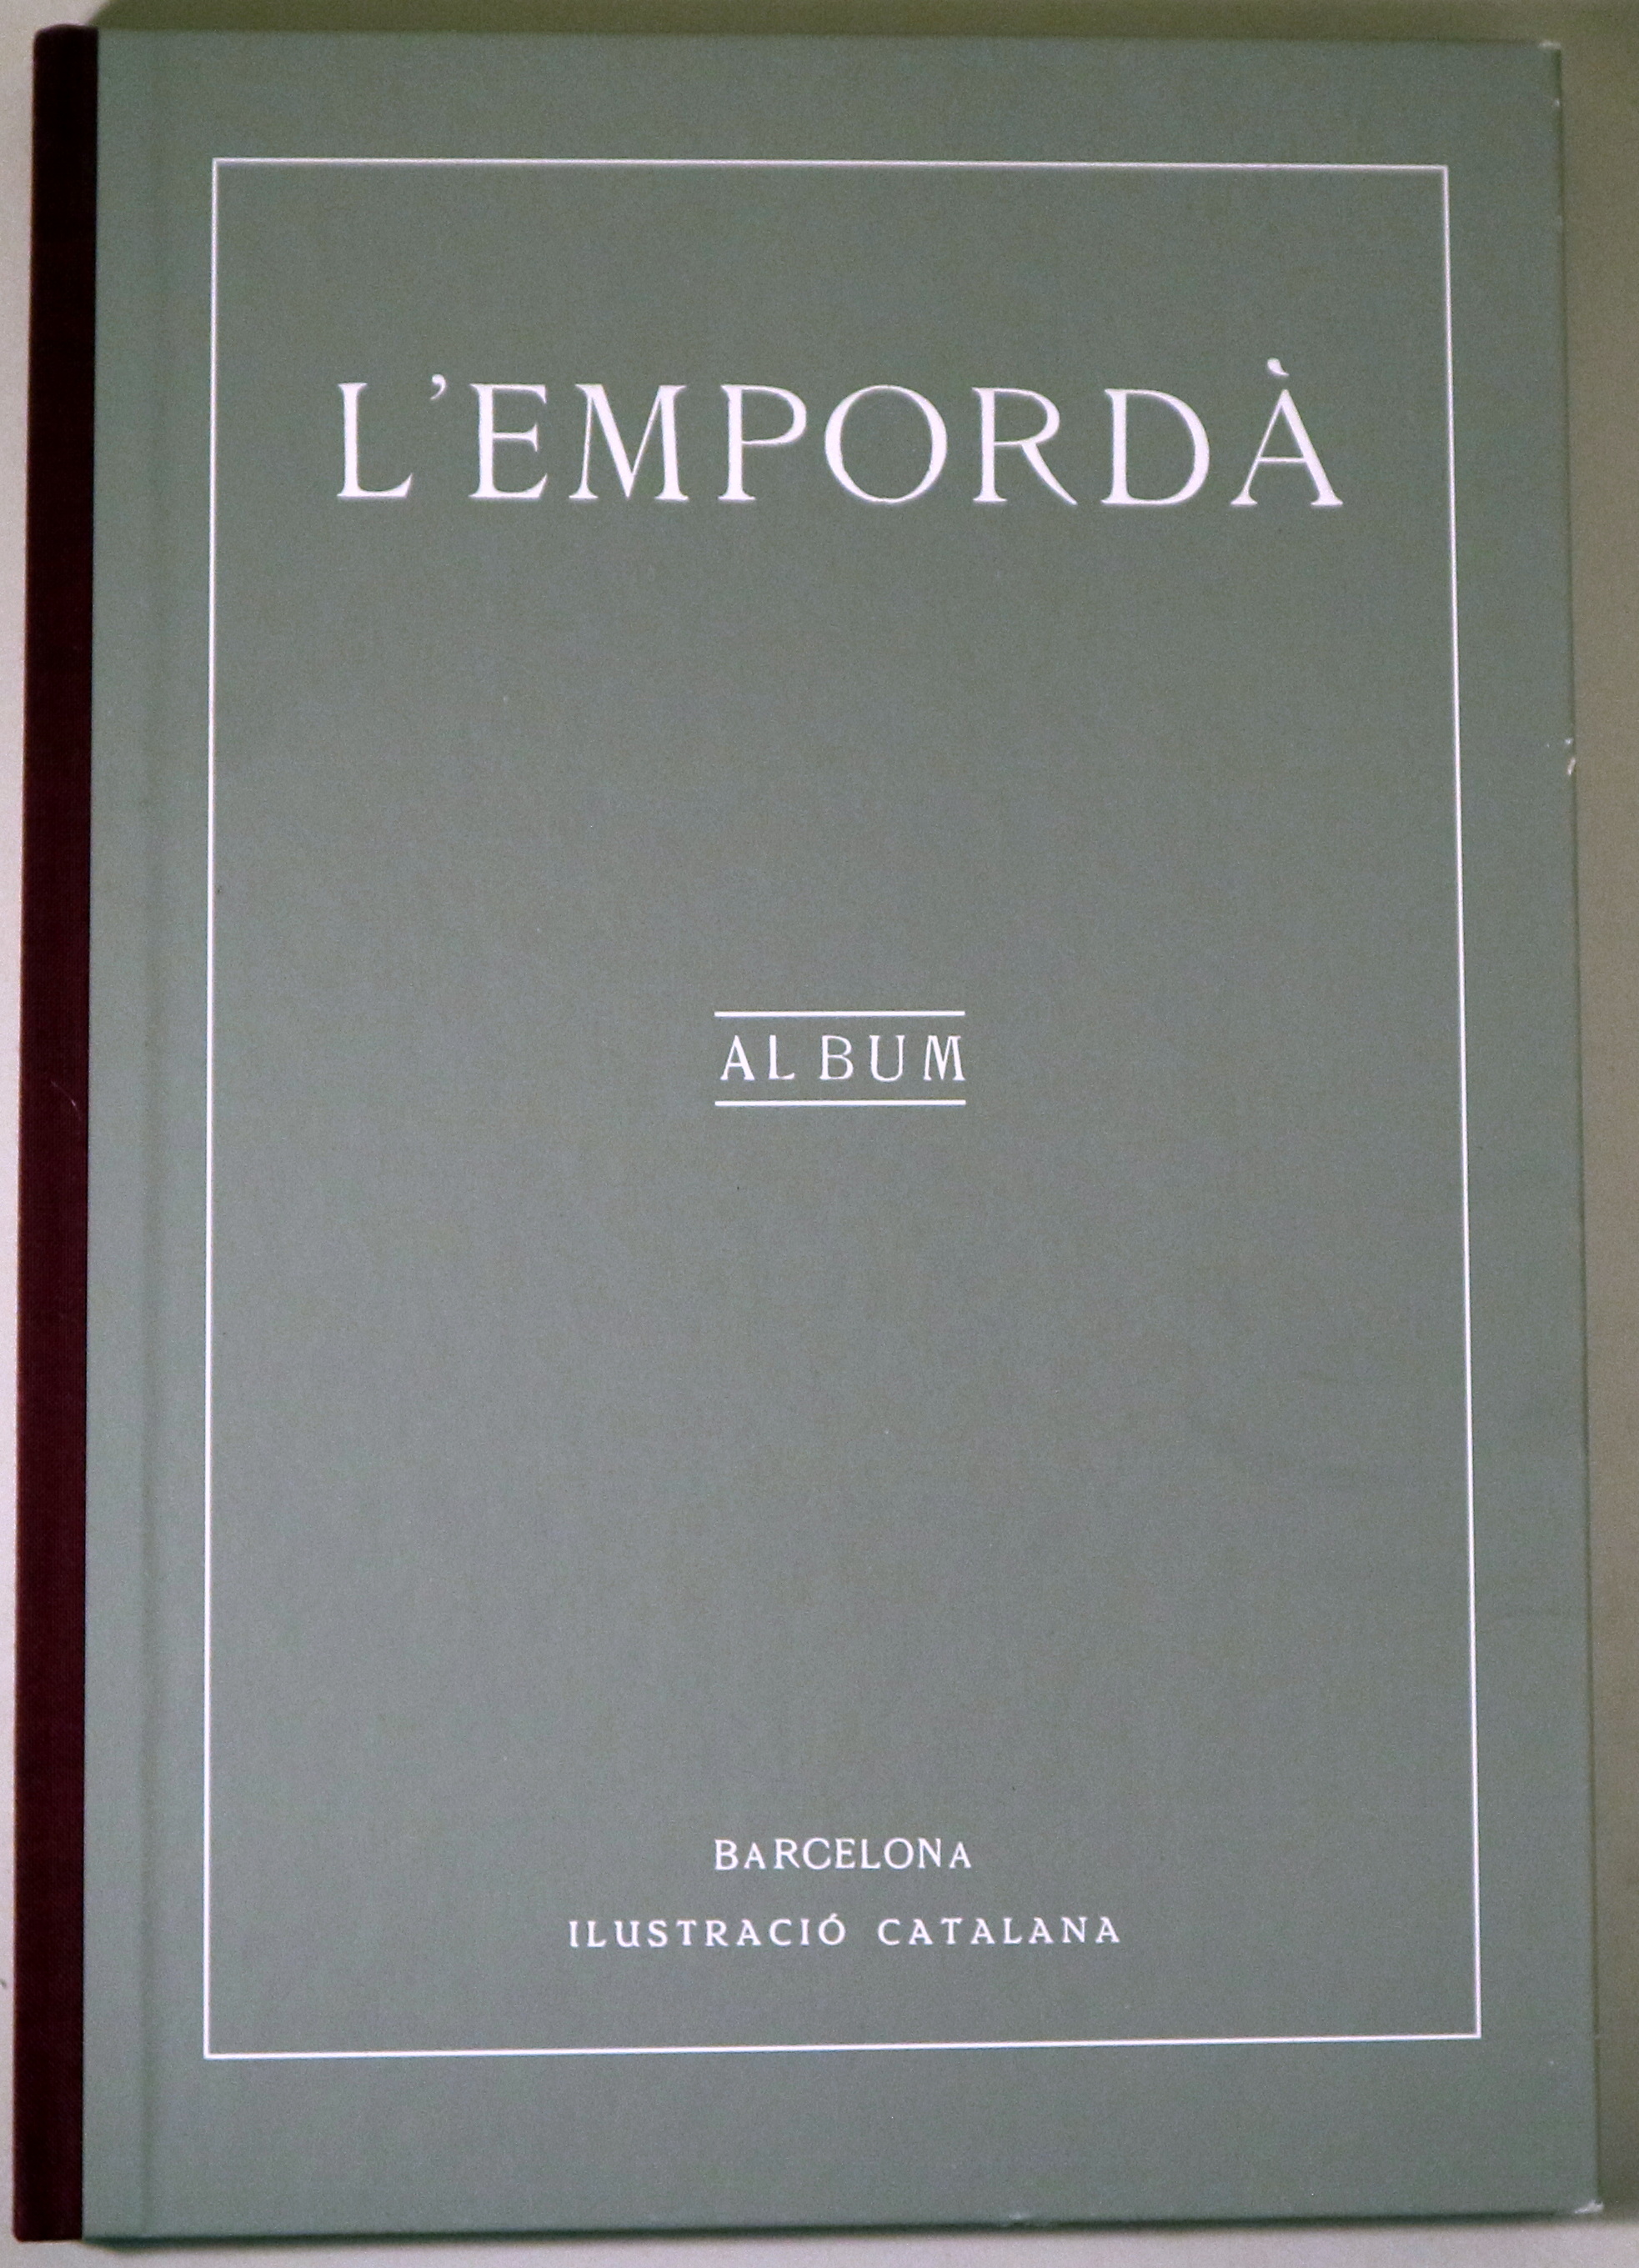 L'EMPORDÀ
ALBUM
BARCELONA
ILUSTRACIÓ CATALANA